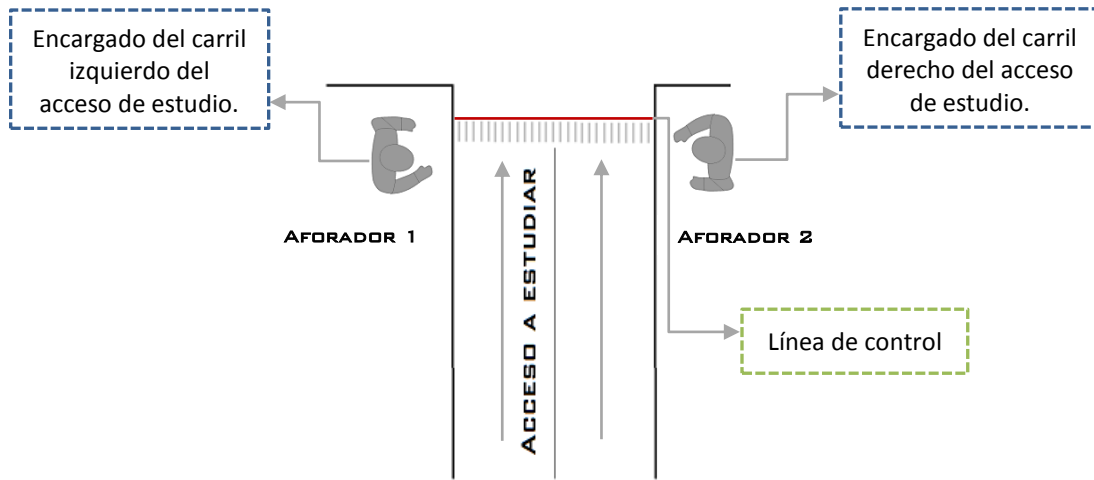 Encargado del carril
izquierdo del
acceso de estudio.
Encargado del carril
derecho del acceso
de estudio.
AFORADOR 1
AFORADOR 2
ACCESO A ESTUDIAR
Línea de control